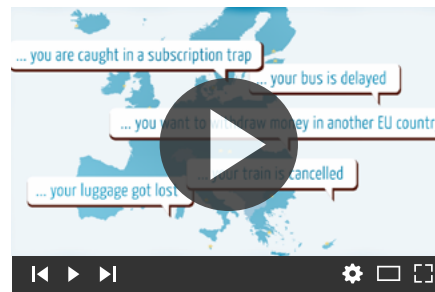 ... you are caught in a subscription trap
... your bus is delayed
... you want to withdraw money in another EU countr
... your train is cancelled
... your luggage got lost